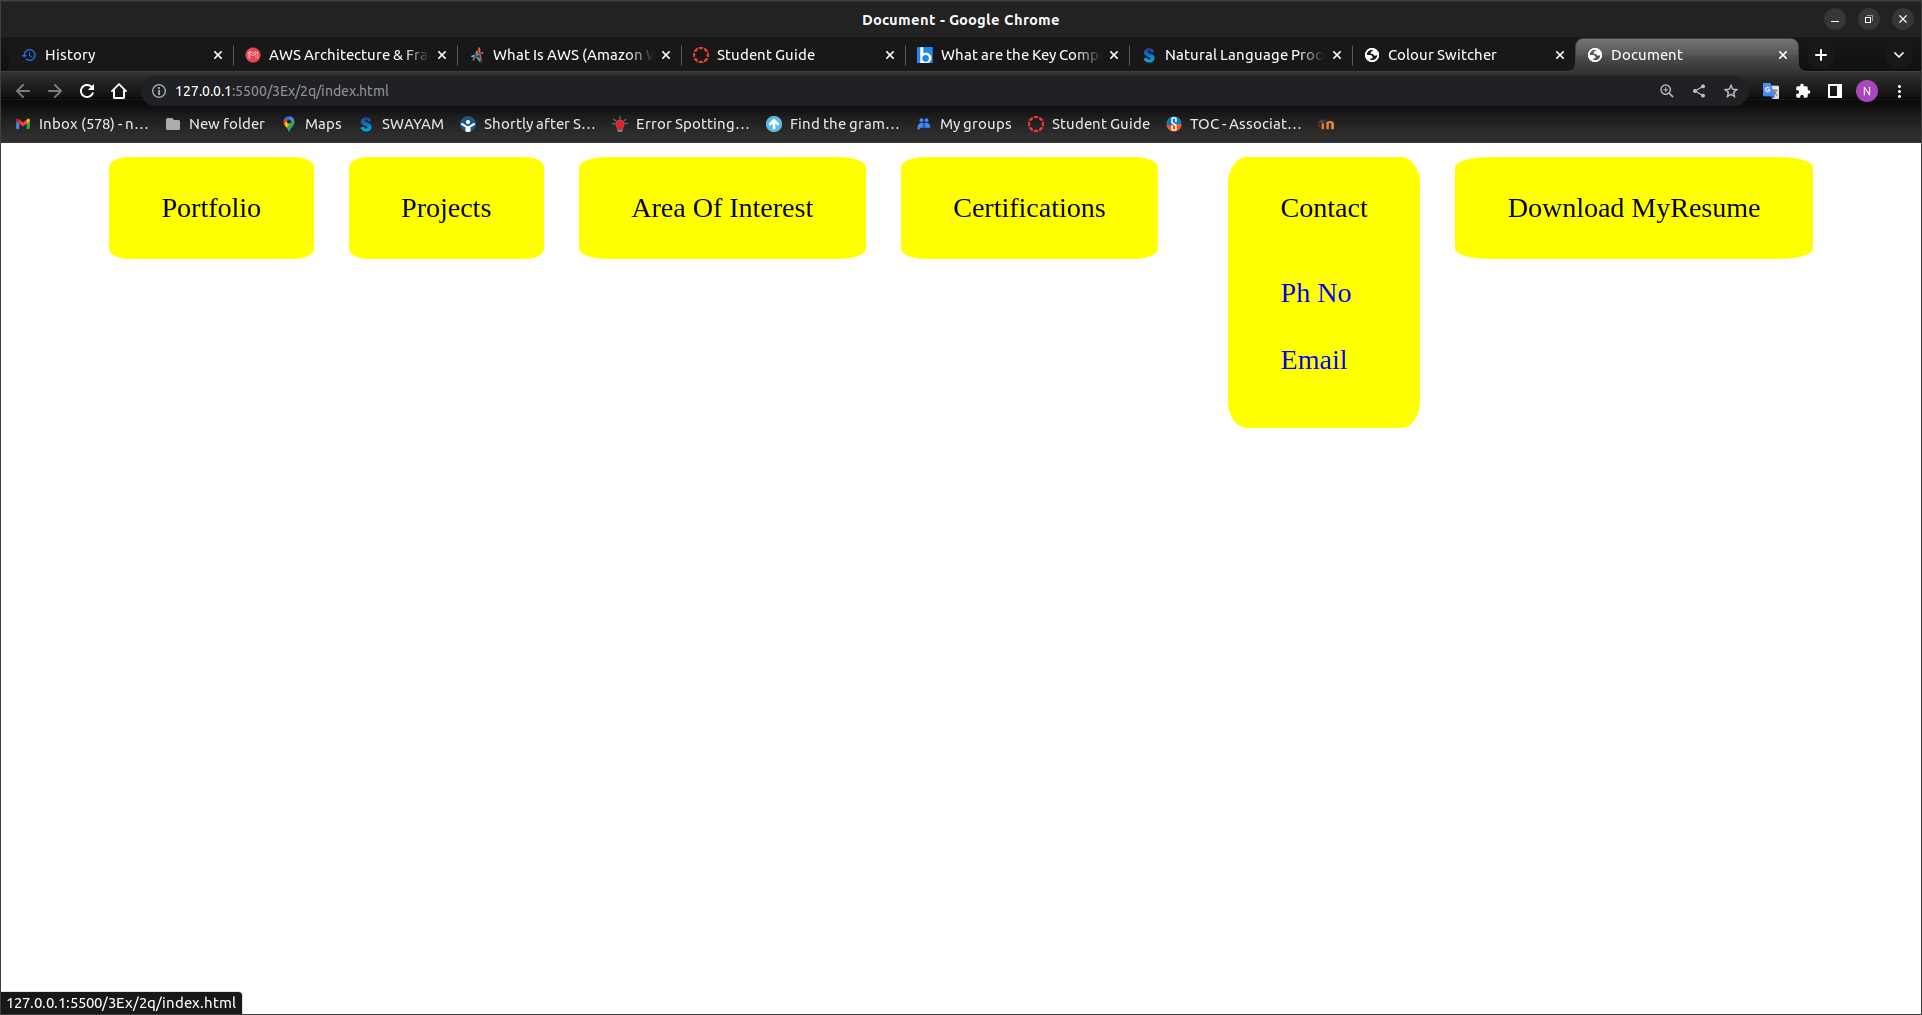 Document - Google Chrome
History
AWS Architecture & Fra
What Is AWS (Amazon W
Student Guide
What are the Key Comp
Natural Language Proc
Colour Switcher
Document
127.0.0.1:5500/3Ex/2q/index.html
N
Inbox (578) - n...
New folder
Maps
SWAYAM
Shortly after S...
Error Spotting...
Find the gram...
My groups
Student Guide
TOC - Associat...
Portfolio
Projects
Area Of Interest
Certifications
Contact
Download MyResume
Ph No
Email
127.0.0.1:5500/3Ex/2q/index.html